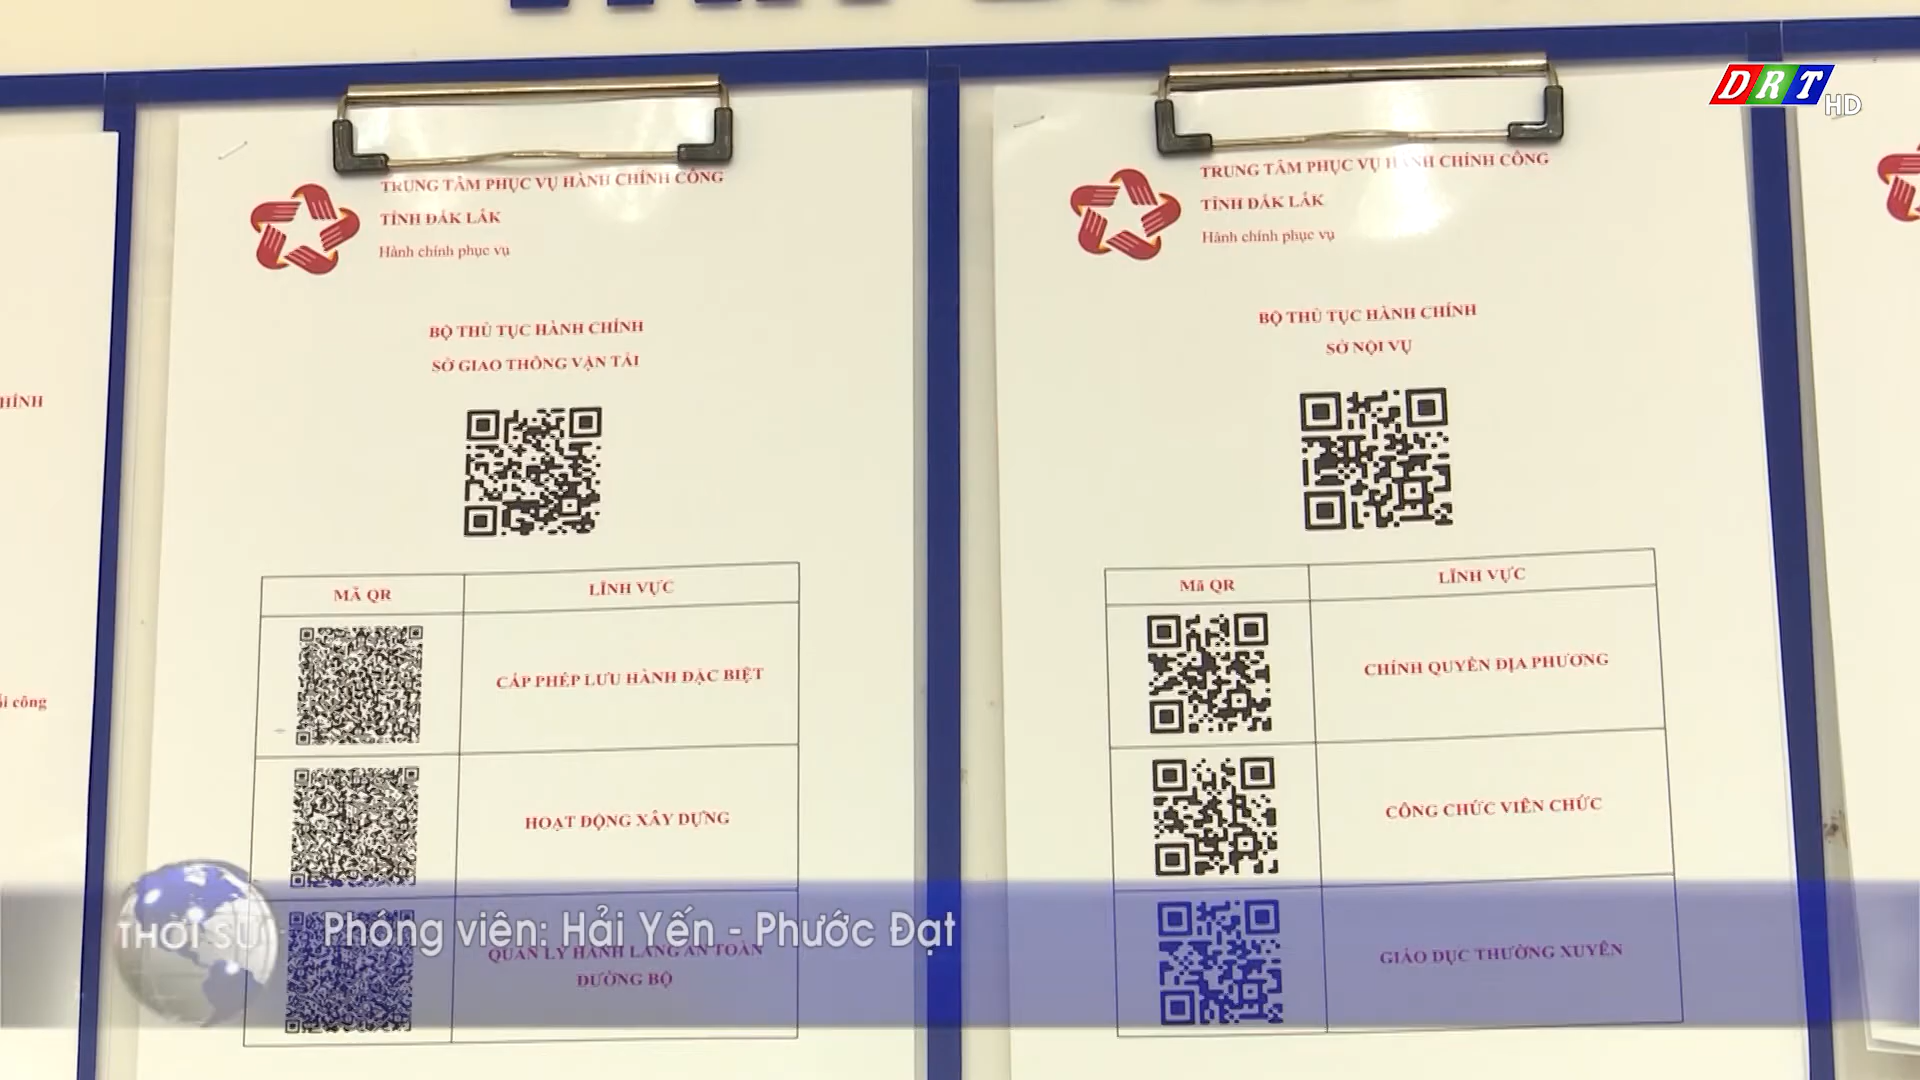 DRT HD
HÍNH
ỗi công
TRUNG TÂM PHỤC VỤ HÀNH CHÍNH CÔNG
TỈNH ĐẮK LẮK
Hành chính phục vụ
BỘ THỦ TỤC HÀNH CHÍNH
SỞ GIAO THÔNG VẬN TẢI
MÃ QR
LĨNH VỰC
CẤP PHÉP LƯU HÀNH ĐẶC BIỆT
HOẠT ĐỘNG XÂY DỰNG
QUẢN LÝ HÀNH LANG AN TOÀN
ĐƯỜNG BỘ
TRUNG TÂM PHỤC VỤ HÀNH CHÍNH CÔNG
TỈNH ĐẮK LẮK
Hành chính phục vụ
BỘ THỦ TỤC HÀNH CHÍNH
SỞ NỘI VỤ
Mã QR
LĨNH VỰC
CHÍNH QUYỀN ĐỊA PHƯƠNG
CÔNG CHỨC VIÊN CHỨC
GIÁO DỤC THƯỜNG XUYÊN
THỜI SỰ
Phóng viên: Hải Yến - Phước Đạt